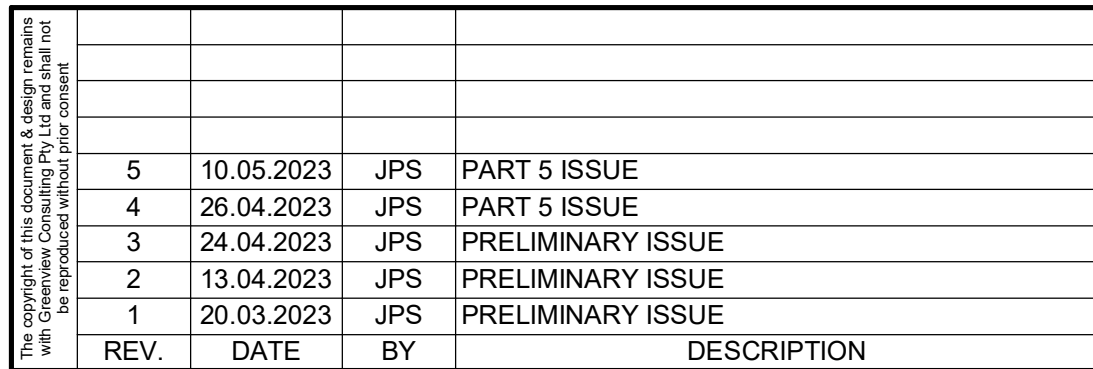 The copyright of this document & design remains
with Greenview Consulting Pty Ltd and shall not
be reproduced without prior consent
5 10.05.2023 JPS PART 5 ISSUE
4 26.04.2023 JPS PART 5 ISSUE
3 24.04.2023 JPS PRELIMINARY ISSUE
2 13.04.2023 JPS PRELIMINARY ISSUE
1 20.03.2023 JPS PRELIMINARY ISSUE
REV. DATE BY DESCRIPTION